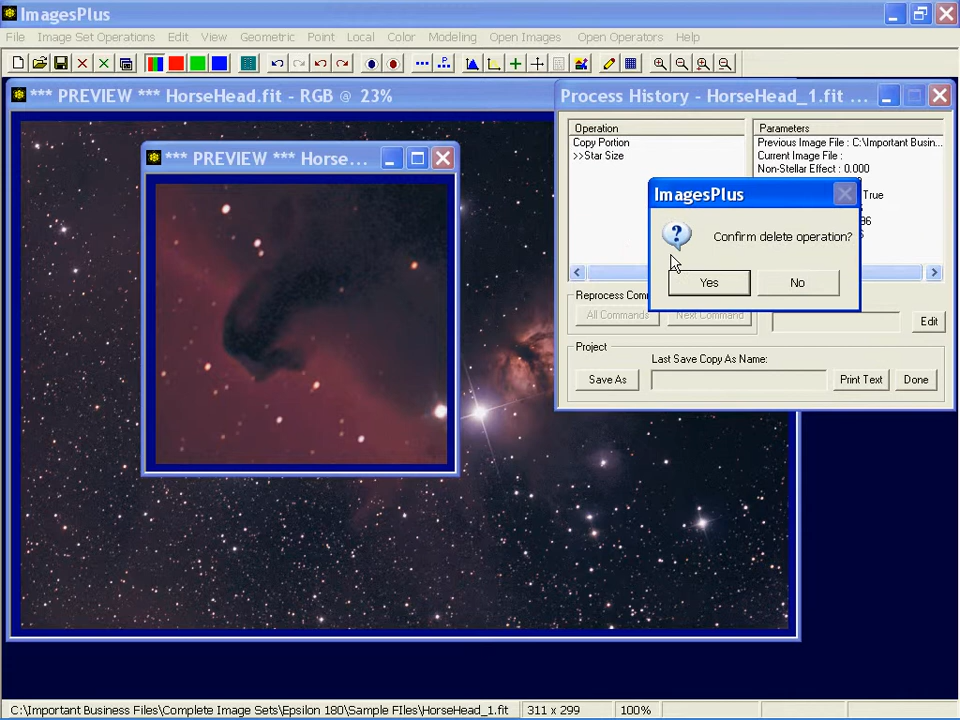 ImagesPlus
File Image Set Operations Edit View Geometric Point Local Color Modeling Open Images Open Operators Help
*** PREVIEW *** HorseHead.fit - RGB @ 23%
Process History - HorseHead_1.fit ...
*** PREVIEW *** Horse...
Operation
Copy Portion
>>Star Size
Parameters
Previous Image File : C:\Important Busin...
Current Image File :
Non-Stellar Effect : 0.000
True
ImagesPlus
Confirm delete operation?
Yes No
Reprocess Comm
All Commands Next Command
Edit
Project
Last Save Copy As Name:
Save As Print Text Done
C:\Important Business Files\Complete Image Sets\Epsilon 180\Sample FIles\HorseHead_1.fit 311 x 299 100%